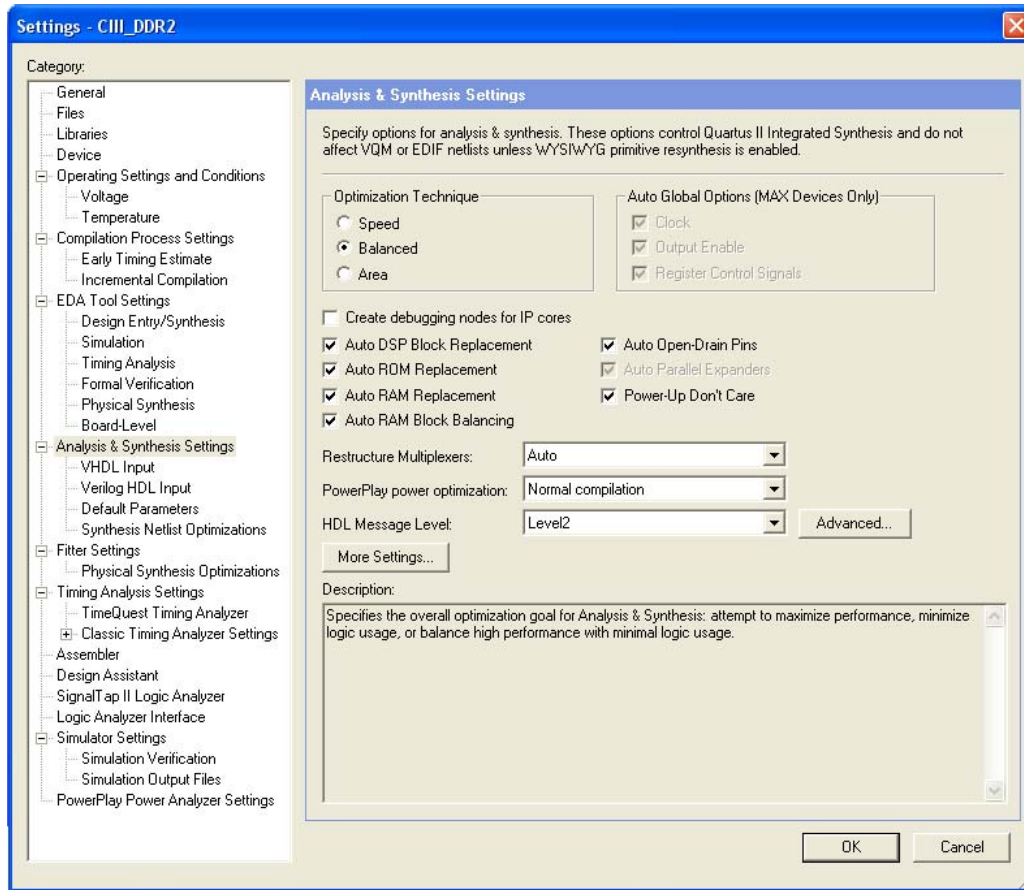 Settings - CIII_DDR2
Category:
General
Files
Libraries
Device
Operating Settings and Conditions
Voltage
Temperature
Compilation Process Settings
Early Timing Estimate
Incremental Compilation
EDA Tool Settings
Design Entry/Synthesis
Simulation
Timing Analysis
Formal Verification
Physical Synthesis
Board-Level
Analysis & Synthesis Settings
VHDL Input
Verilog HDL Input
Default Parameters
Synthesis Netlist Optimizations
Fitter Settings
Physical Synthesis Optimizations
Timing Analysis Settings
TimeQuest Timing Analyzer
Classic Timing Analyzer Settings
Assembler
Design Assistant
SignalTap II Logic Analyzer
Logic Analyzer Interface
Simulator Settings
Simulation Verification
Simulation Output Files
PowerPlay Power Analyzer Settings
Analysis & Synthesis Settings
Specify options for analysis & synthesis. These options control Quartus II Integrated Synthesis and do not
affect VQM or EDIF netlists unless WYSIWYG primitive resynthesis is enabled.
Optimization Technique
Speed
Balanced
Area
Auto Global Options (MAX Devices Only)
Clock
Output Enable
Register Control Signals
Create debugging nodes for IP cores
Auto DSP Block Replacement
Auto ROM Replacement
Auto RAM Replacement
Auto RAM Block Balancing
Auto Open-Drain Pins
Auto Parallel Expanders
Power-Up Don't Care
Restructure Multiplexers: Auto
PowerPlay power optimization: Normal compilation
HDL Message Level: Level2 Advanced...
More Settings...
Description:
Specifies the overall optimization goal for Analysis & Synthesis: attempt to maximize performance, minimize
logic usage, or balance high performance with minimal logic usage.
OK Cancel